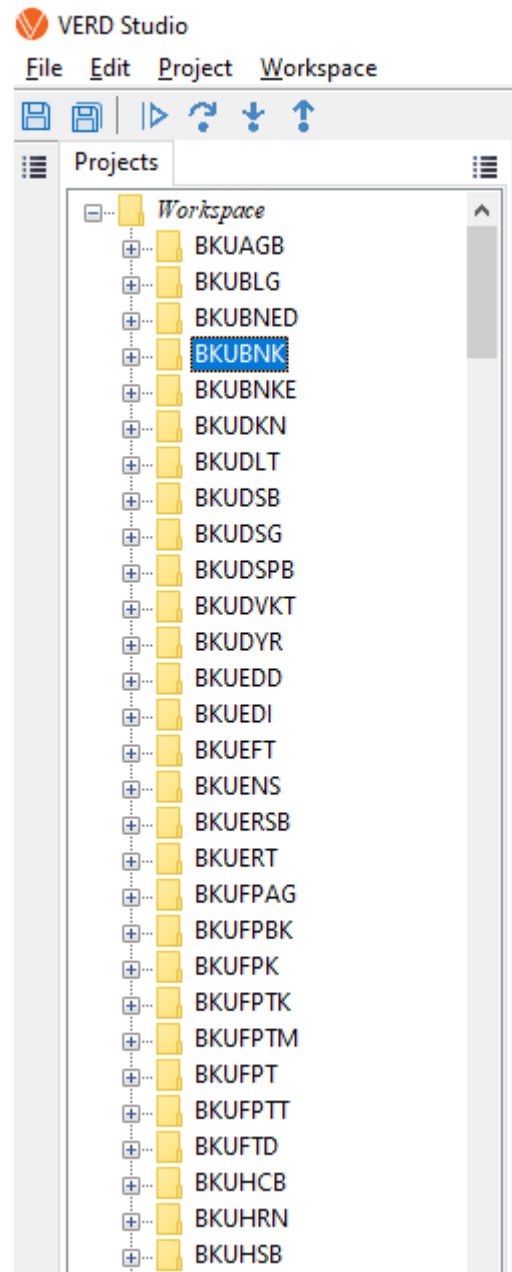 VERD Studio
File Edit Project Workspace
Projects
Workspace
BKUAGB
BKUBLG
BKUBNED
BKUBNK
BKUBNKE
BKUDKN
BKUDLT
BKUDSB
BKUDSG
BKUDSPB
BKUDVKT
BKUDYR
BKUEDD
BKUEDI
BKUEFT
BKUENS
BKUERSB
BKUERT
BKUFPAG
BKUFPBK
BKUFPK
BKUFPTK
BKUFPTM
BKUFPT
BKUFPTT
BKUFTD
BKUHCB
BKUHRN
BKUHSB